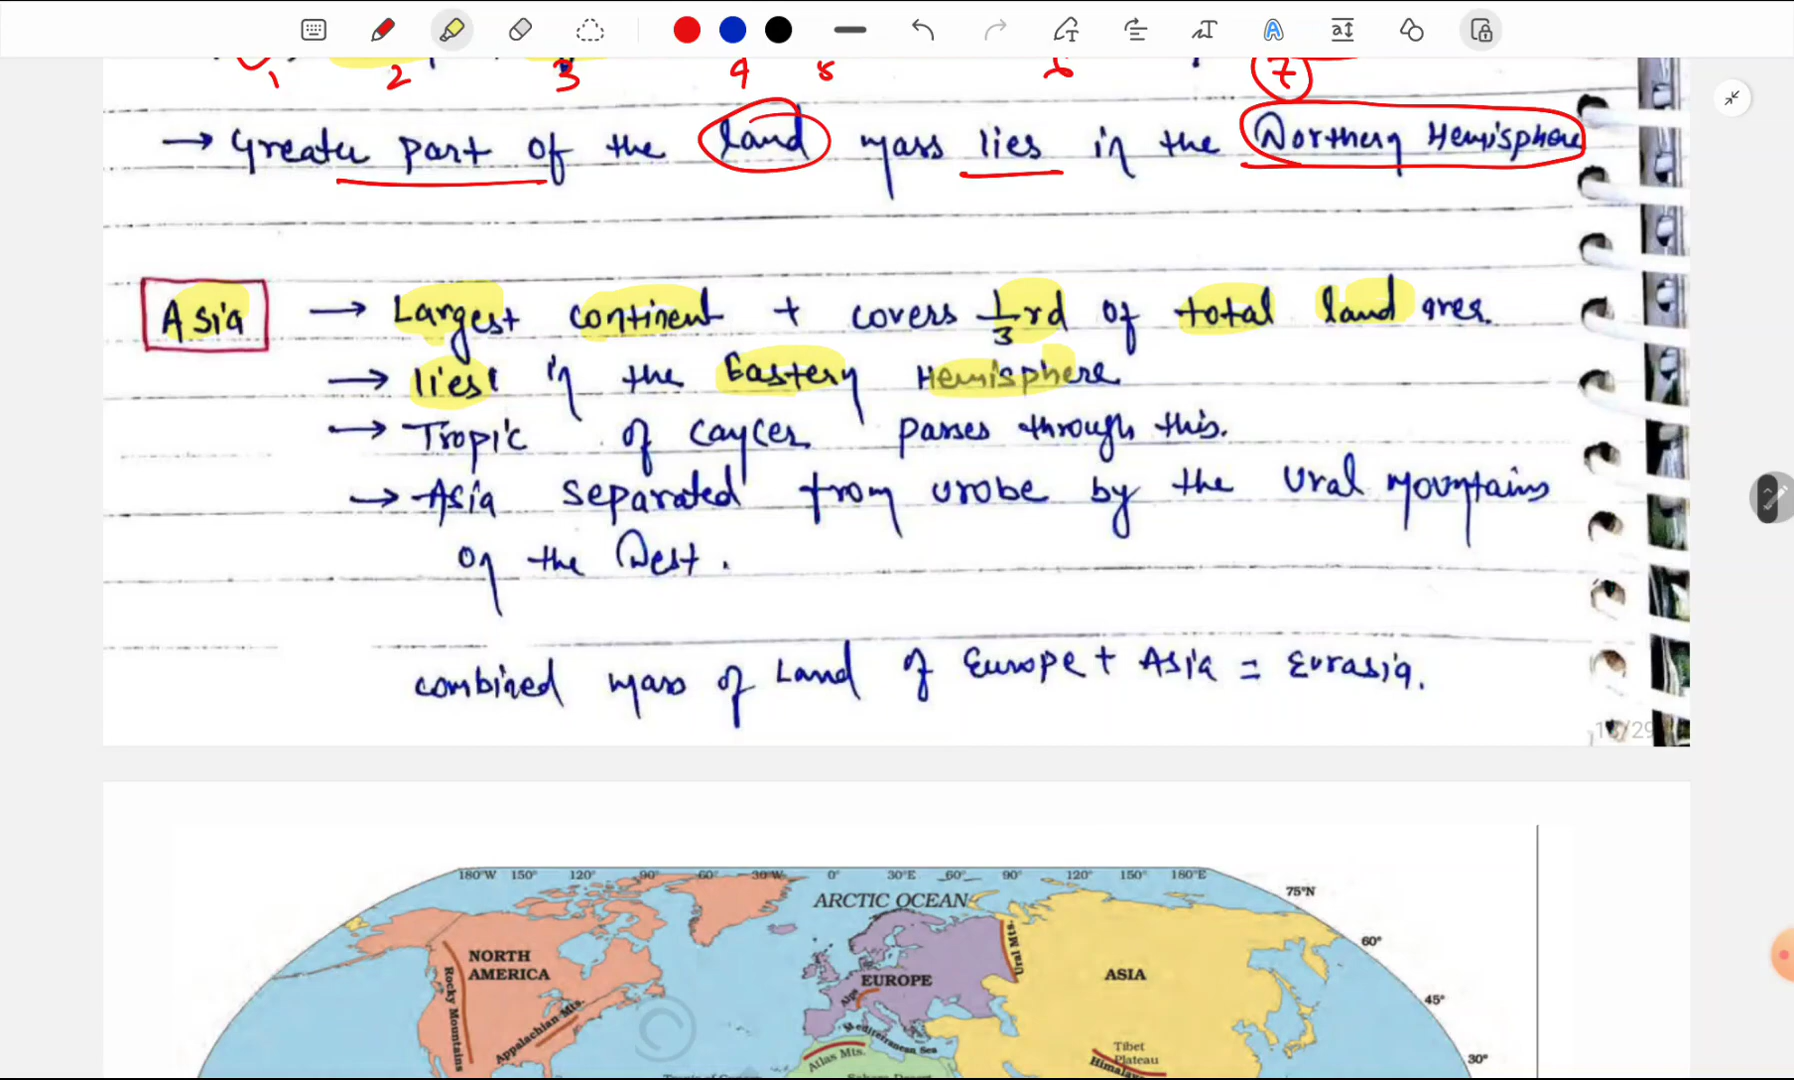 1 2 3 4 5 6 7
→ Greater part of the land mass lies in the Northern Hemisphere
Asia → Largest continent + covers 1/3rd of total land area.
→ lies in the Eastern Hemisphere
→ Tropic of Cancer passes through this.
→ Asia separated from urobe by the Ural mountains
on the West.
combined mass of Land of Europe + Asia = Eurasia.
180°W 150° 120° 90° 60° 30°W 0° 30°E 60° 90° 120° 150° 180°E
75°N
ARCTIC OCEAN
60°
NORTH
AMERICA
Rocky Mountains
Appalachian Mts.
EUROPE
Alps
Ural Mts.
ASIA
45°
Mediterranean Sea
Atlas Mts.
Tibet
Plateau
30°